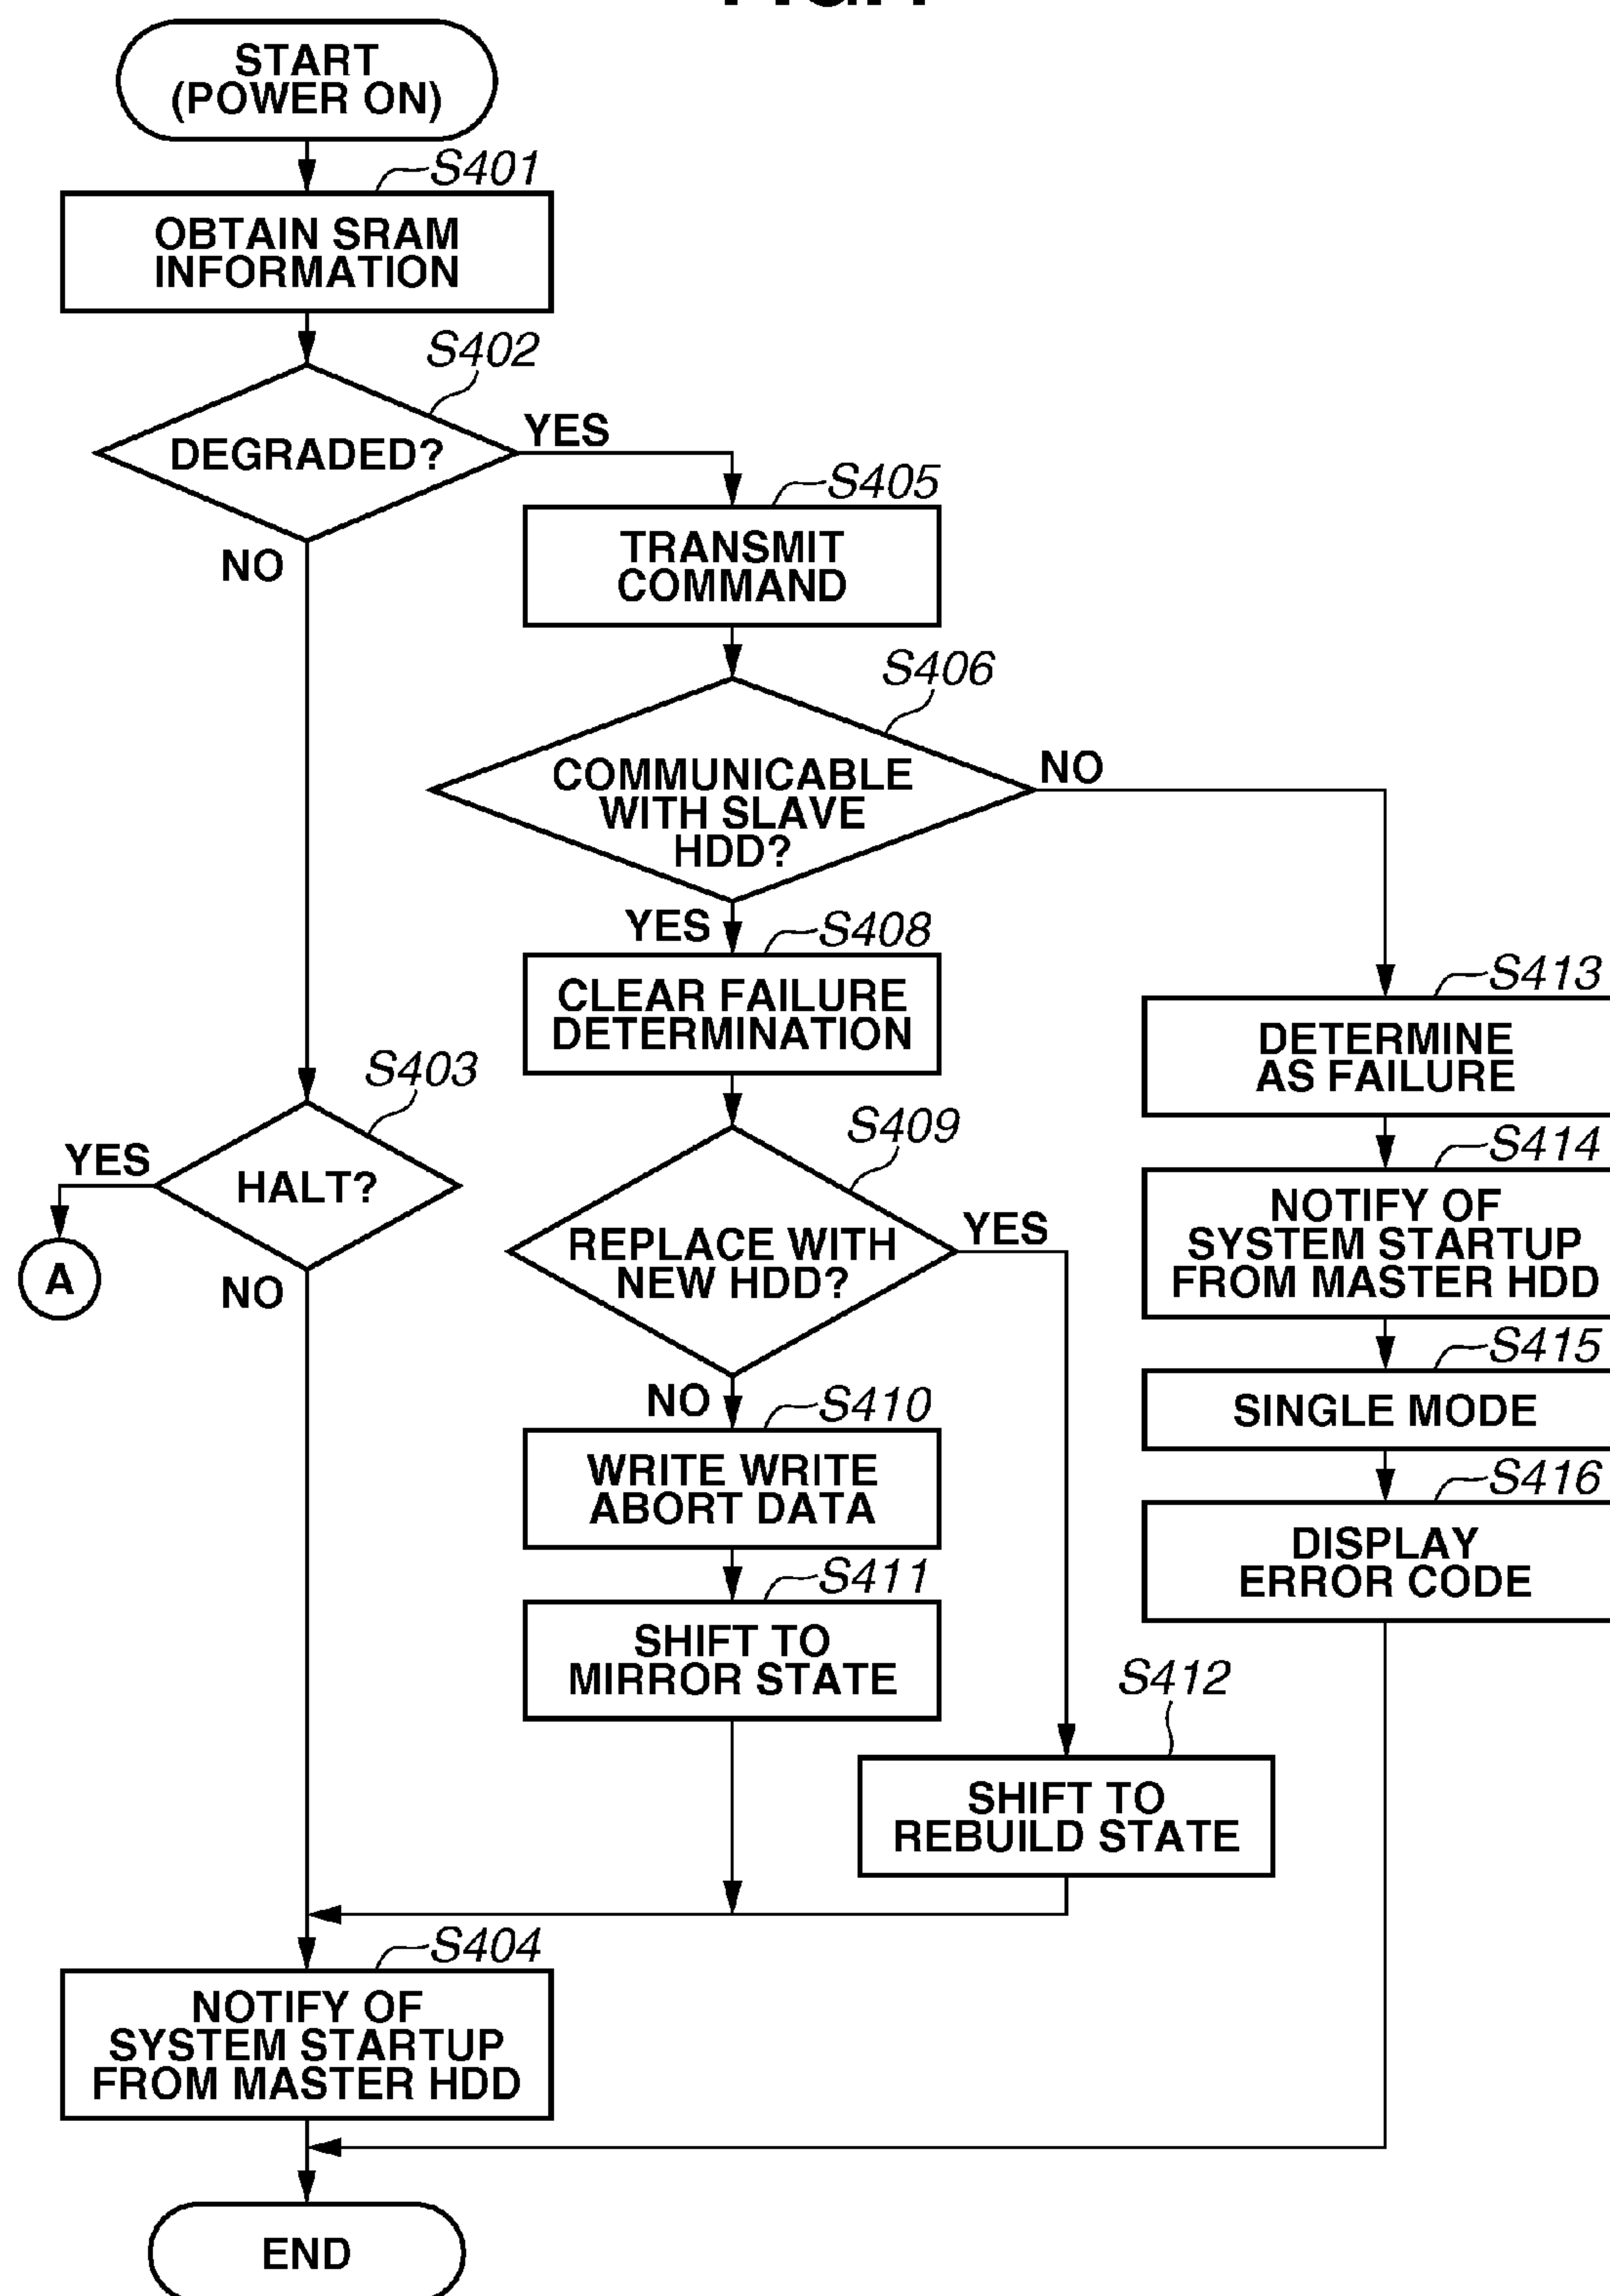 START
(POWER ON)
S401
OBTAIN SRAM
INFORMATION
S402
DEGRADED?
YES
NO
S405
TRANSMIT
COMMAND
S406
COMMUNICABLE
WITH SLAVE
HDD?
NO
YES
S408
CLEAR FAILURE
DETERMINATION
S413
DETERMINE
AS FAILURE
S403
HALT?
YES
A
NO
S409
REPLACE WITH
NEW HDD?
YES
NO
S414
NOTIFY OF
SYSTEM STARTUP
FROM MASTER HDD
S415
SINGLE MODE
S410
WRITE WRITE
ABORT DATA
S416
DISPLAY
ERROR CODE
S411
SHIFT TO
MIRROR STATE
S412
SHIFT TO
REBUILD STATE
S404
NOTIFY OF
SYSTEM STARTUP
FROM MASTER HDD
END